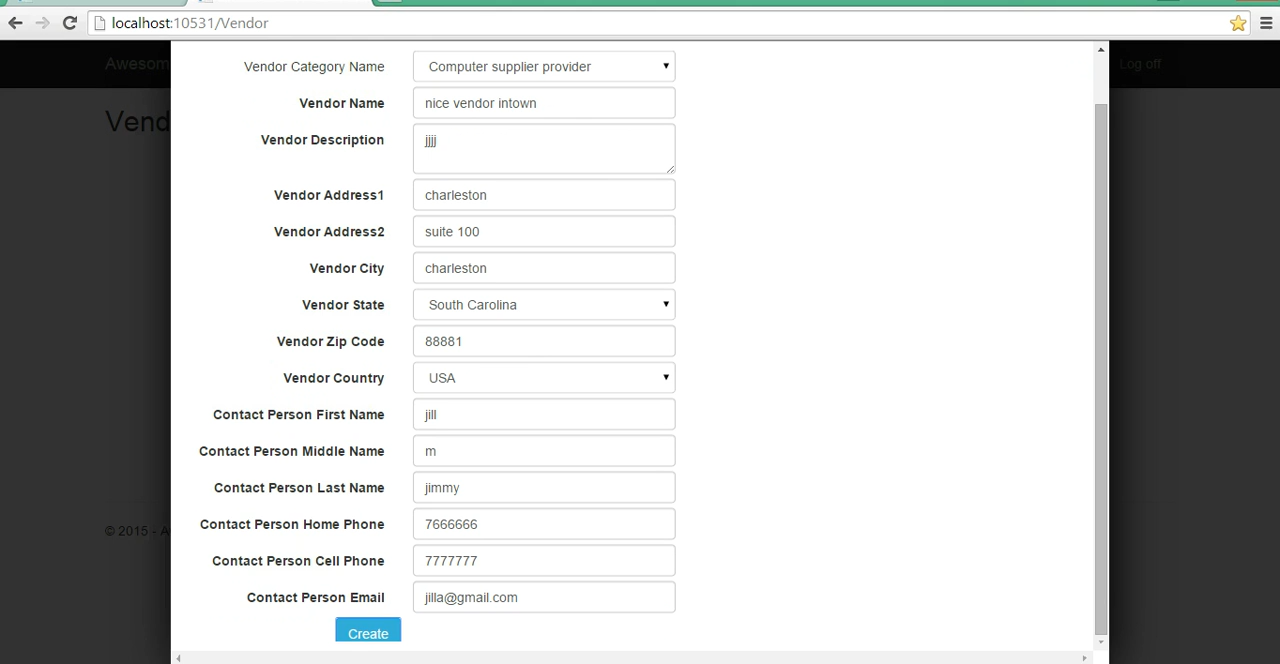 localhost:10531/Vendor
Awesom
Log off
Vend
Vendor Category Name Computer supplier provider
Vendor Name nice vendor intown
Vendor Description jjjj
Vendor Address1 charleston
Vendor Address2 suite 100
Vendor City charleston
Vendor State South Carolina
Vendor Zip Code 88881
Vendor Country USA
Contact Person First Name jill
Contact Person Middle Name m
Contact Person Last Name jimmy
Contact Person Home Phone 7666666
© 2015 - A
Contact Person Cell Phone 7777777
Contact Person Email jilla@gmail.com
Create